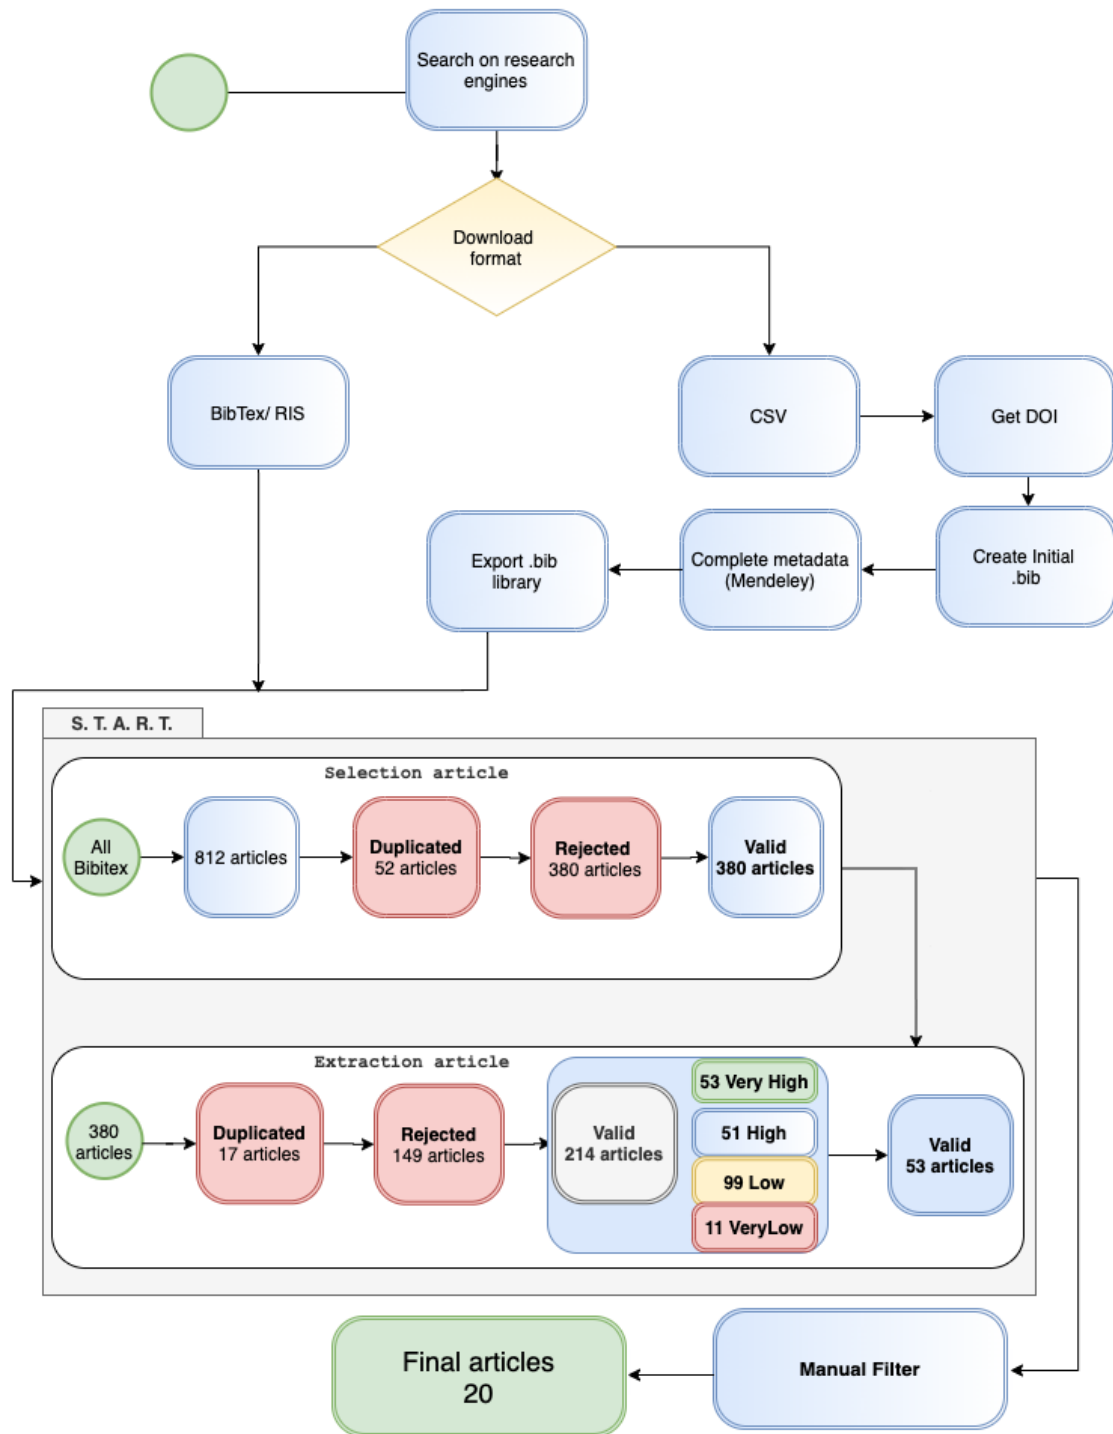 Search on research
engines
Download
format
BibTex/ RIS
CSV
Get DOI
Export .bib
library
Complete metadata
(Mendeley)
Create Initial
.bib
S. T. A. R. T.
Selection article
All
Bibitex
812 articles
Duplicated
52 articles
Rejected
380 articles
Valid
380 articles
Extraction article
380
articles
Duplicated
17 articles
Rejected
149 articles
Valid
214 articles
53 Very High
51 High
99 Low
11 VeryLow
Valid
53 articles
Final articles
20
Manual Filter